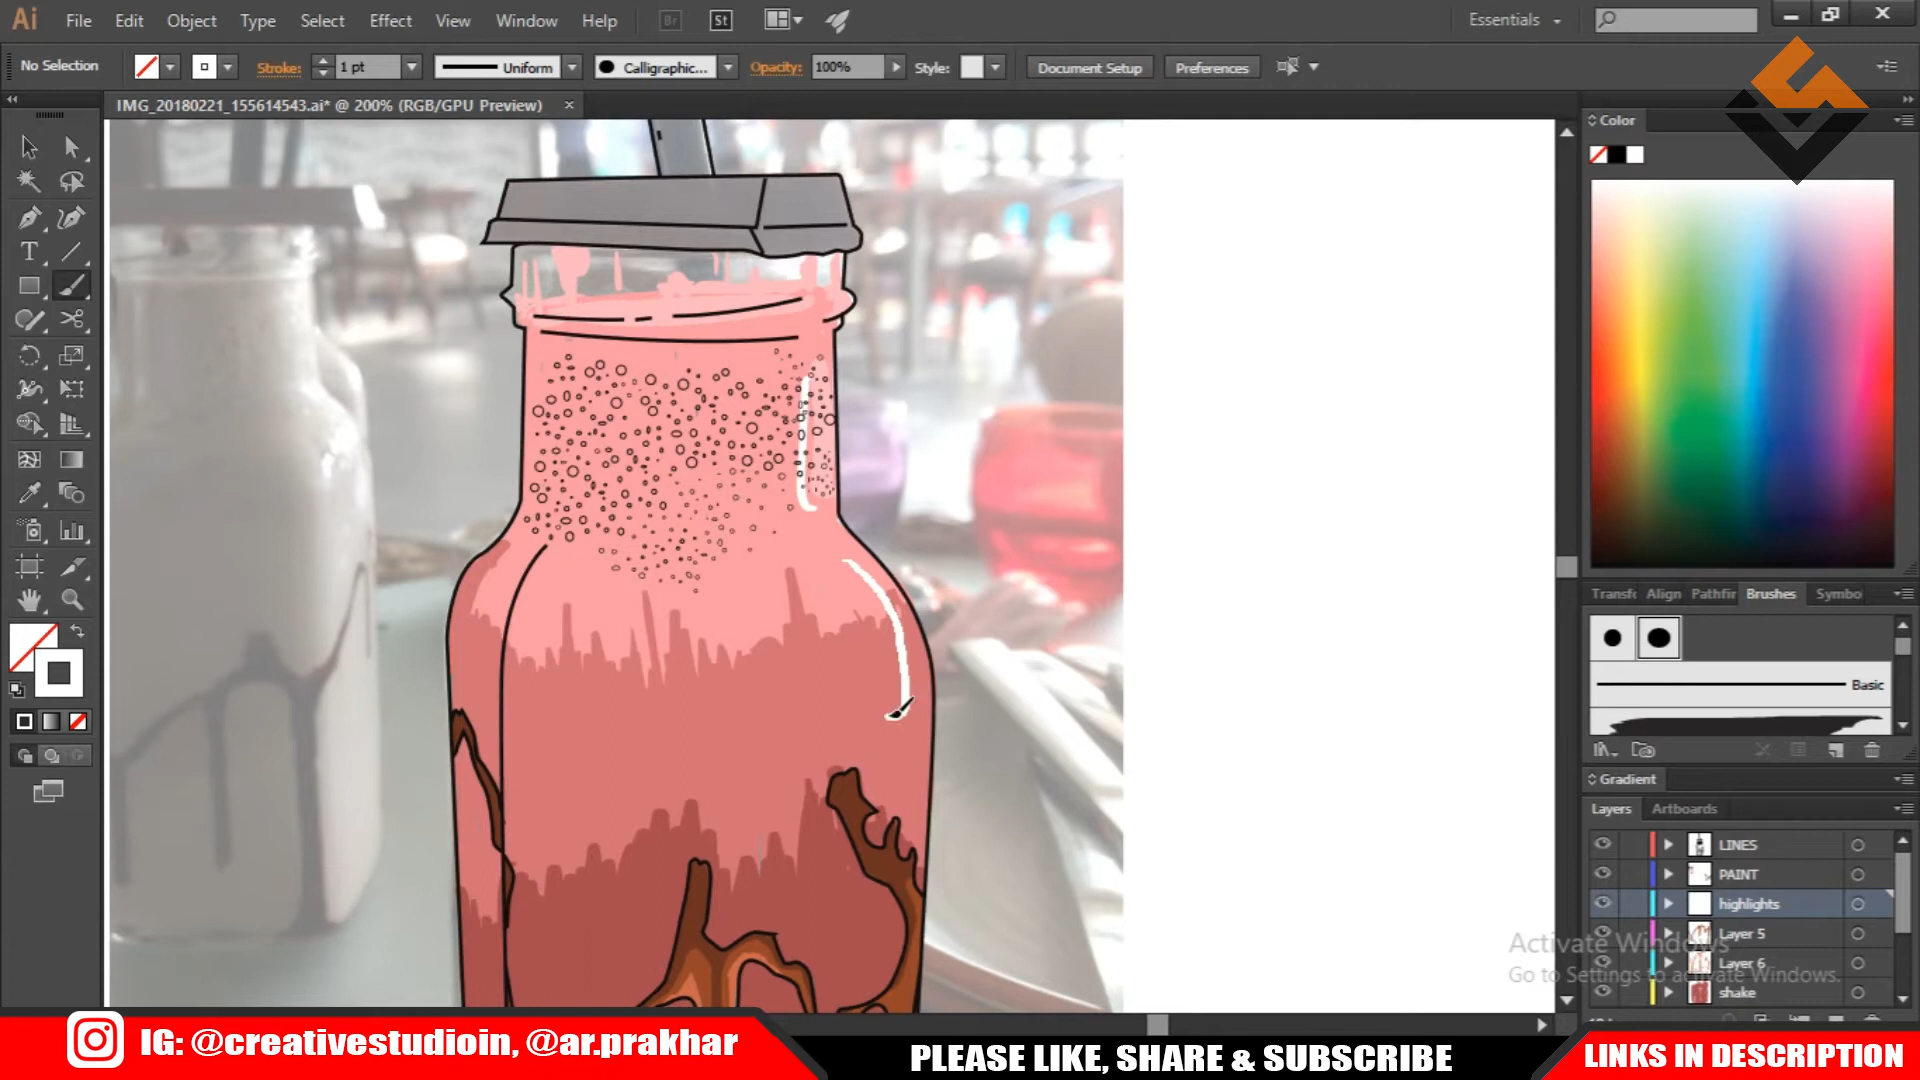 Ai File Edit Object Type Select Effect View Window Help Br St Essentials
No Selection Stroke: 1 pt Uniform Calligraphic... Opacity: 100% Style: Document Setup Preferences
IMG_20180221_155614543.ai* @ 200% (RGB/GPU Preview)
Color
Transfo Align Pathfir Brushes Symbo
Basic
Gradient
Layers Artboards
LINES
PAINT
highlights
Layer 5
Layer 6
shake
Activate Windows
Go to Settings to activate Windows.
IG: @creativestudioin, @ar.prakhar
PLEASE LIKE, SHARE & SUBSCRIBE
LINKS IN DESCRIPTION